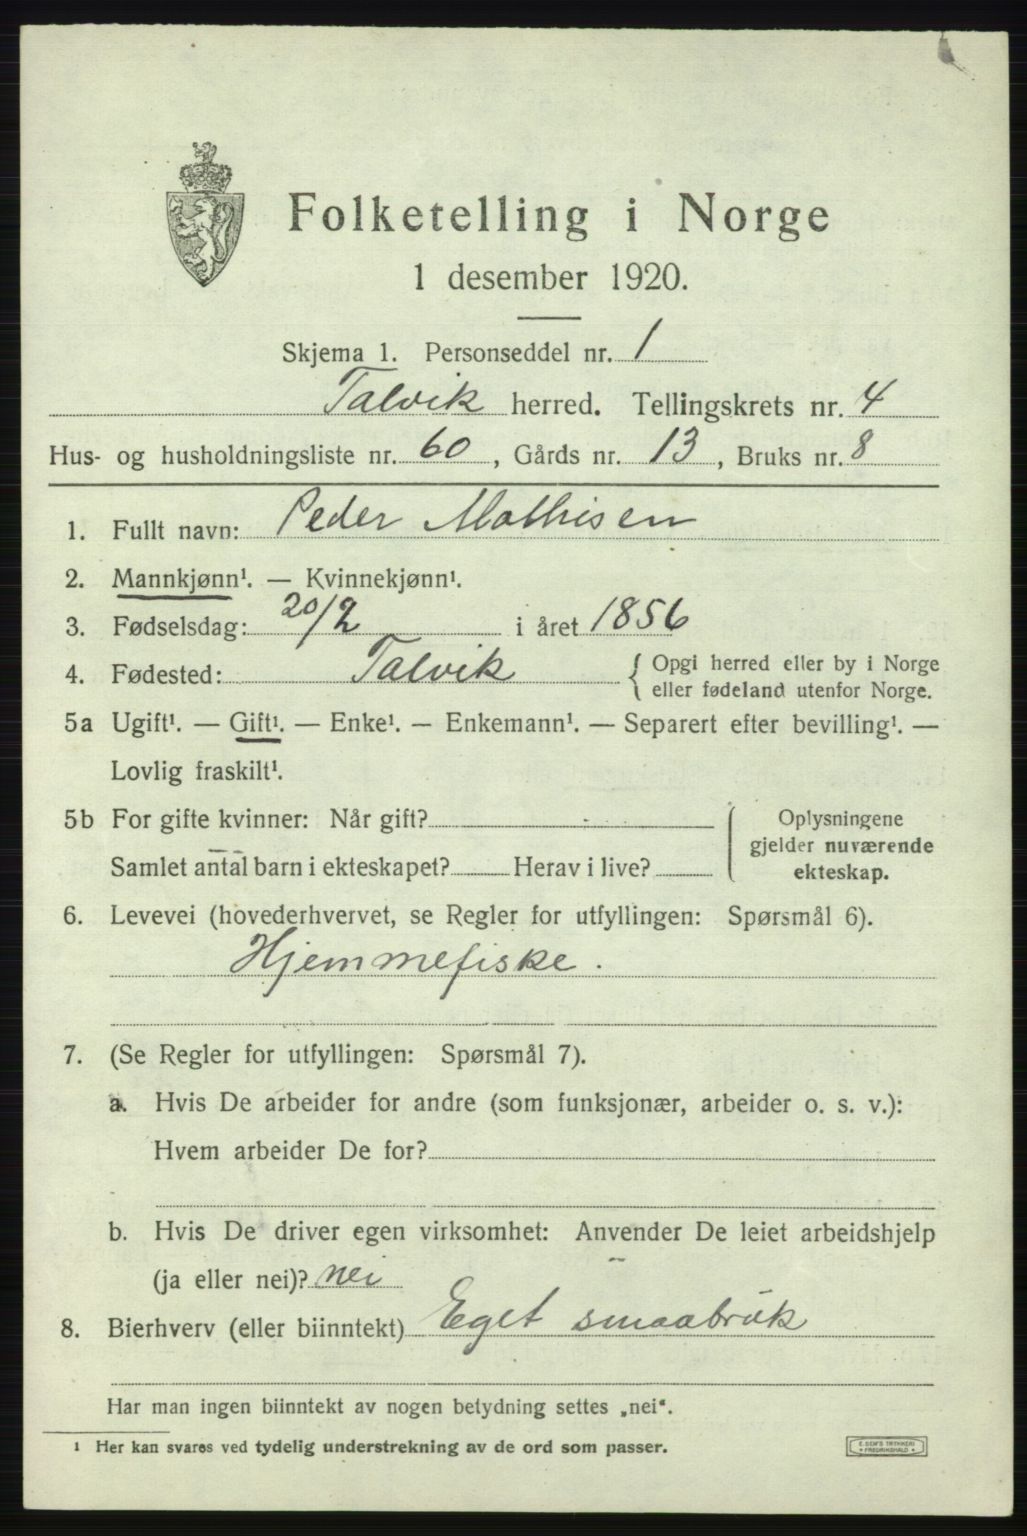 Folketelling i Norge
1 desember 1920.
Skjema 1. Personseddel nr. 1
Talvik herred. Tellingskrets nr. 4
Hus- og husholdningsliste nr. 60, Gårds nr. 13, Bruks nr. 8
1. Fullt navn: Peder Mathisen
2. Mannkjønn¹. — Kvinnekjønn¹.
3. Fødselsdag: 20/2 i året 1856
4. Fødested: Talvik { Opgi herred eller by i Norge
eller fødeland utenfor Norge.
5a Ugift¹. — Gift¹. — Enke¹. — Enkemann¹. — Separert efter bevilling¹. —
Lovlig fraskilt¹.
5b For gifte kvinner: Når gift?
Samlet antal barn i ekteskapet? Herav i live?
Oplysningene
gjelder nuværende
ekteskap.
6. Levevei (hovederhvervet, se Regler for utfyllingen: Spørsmål 6).
Hjemmefiske.
7. (Se Regler for utfyllingen: Spørsmål 7).
a. Hvis De arbeider for andre (som funksjonær, arbeider o. s. v.):
Hvem arbeider De for?
b. Hvis De driver egen virksomhet: Anvender De leiet arbeidshjelp
(ja eller nei)? nei
8. Bierhverv (eller biinntekt) Eget smaabruk
Har man ingen biinntekt av nogen betydning settes „nei“.
¹ Her kan svares ved tydelig understrekning av de ord som passer.
E. SEM'S TRYKKERI
FREDRIKSHALD